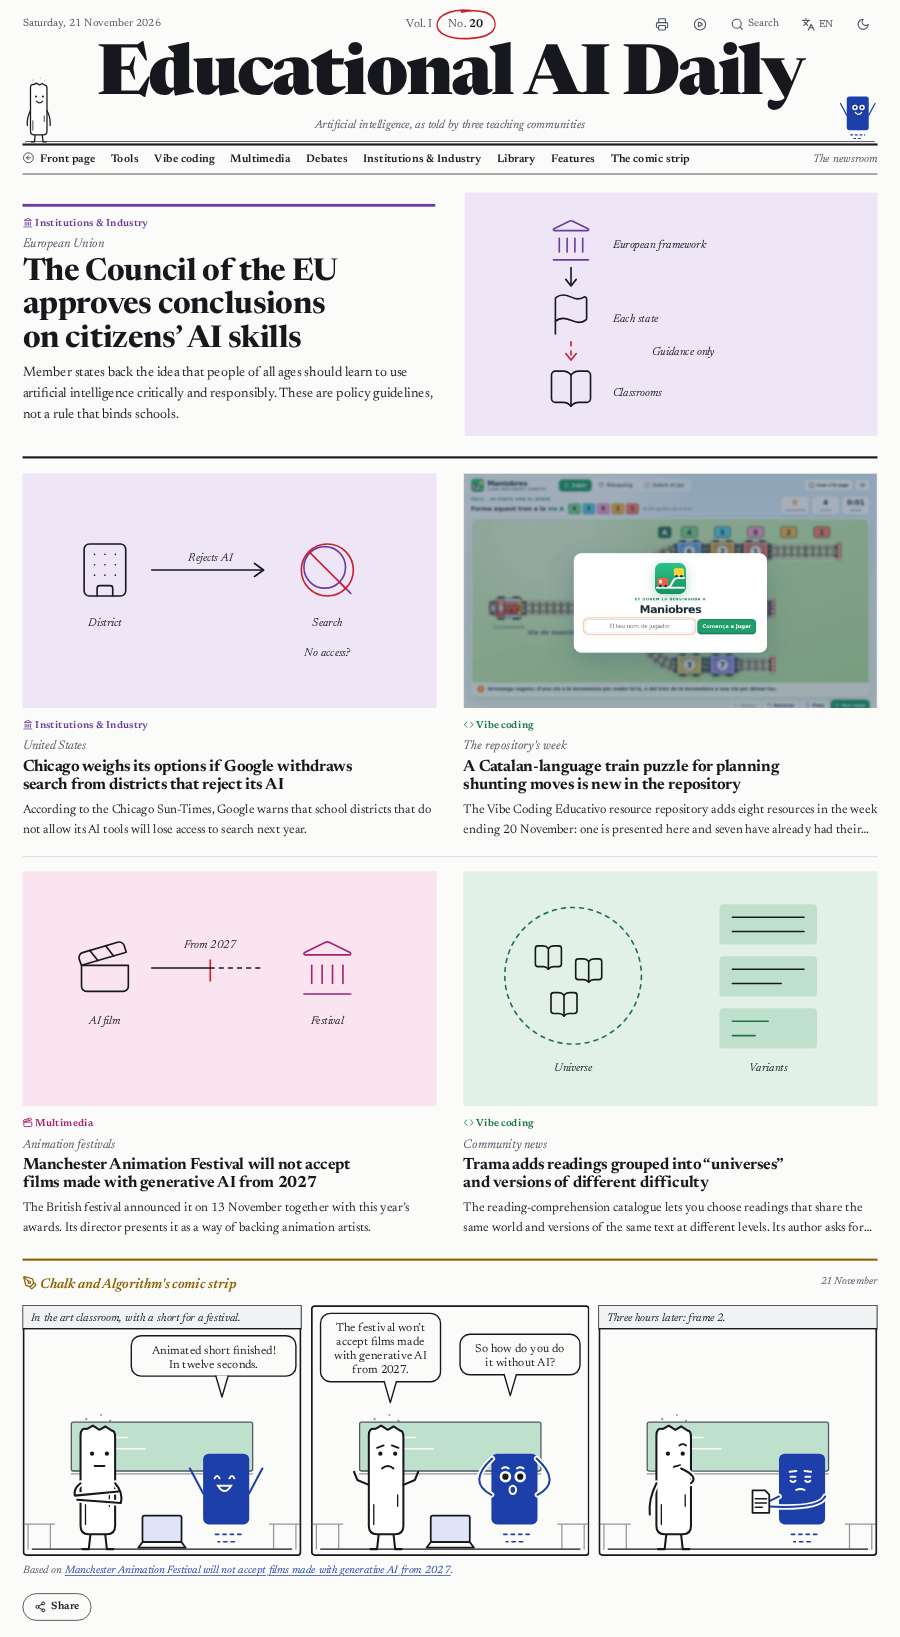 Saturday, 21 November 2026
Vol. I No. 20
Search
EN
Educational AI Daily
Artificial intelligence, as told by three teaching communities
Front page Tools Vibe coding Multimedia Debates Institutions & Industry Library Features The comic strip
The newsroom
Institutions & Industry
European Union
The Council of the EU
approves conclusions
on citizens’ AI skills
Member states back the idea that people of all ages should learn to use
artificial intelligence critically and responsibly. These are policy guidelines,
not a rule that binds schools.
European framework
Each state
Guidance only
Classrooms
Rejects AI
District
Search
No access?
Institutions & Industry
United States
Chicago weighs its options if Google withdraws
search from districts that reject its AI
According to the Chicago Sun-Times, Google warns that school districts that do
not allow its AI tools will lose access to search next year.
Maniobres
Maniobres
El teu nom de jugador
Comença a jugar
Vibe coding
The repository’s week
A Catalan-language train puzzle for planning
shunting moves is new in the repository
The Vibe Coding Educativo resource repository adds eight resources in the week
ending 20 November: one is presented here and seven have already had their...
From 2027
AI film
Festival
Multimedia
Animation festivals
Manchester Animation Festival will not accept
films made with generative AI from 2027
The British festival announced it on 13 November together with this year’s
awards. Its director presents it as a way of backing animation artists.
Universe
Variants
Vibe coding
Community news
Trama adds readings grouped into “universes”
and versions of different difficulty
The reading-comprehension catalogue lets you choose readings that share the
same world and versions of the same text at different levels. Its author asks for...
Chalk and Algorithm's comic strip
21 November
In the art classroom, with a short for a festival.
Animated short finished!
In twelve seconds.
The festival won't
accept films made
with generative AI
from 2027.
So how do you do
it without AI?
Three hours later: frame 2.
Based on Manchester Animation Festival will not accept films made with generative AI from 2027.
Share